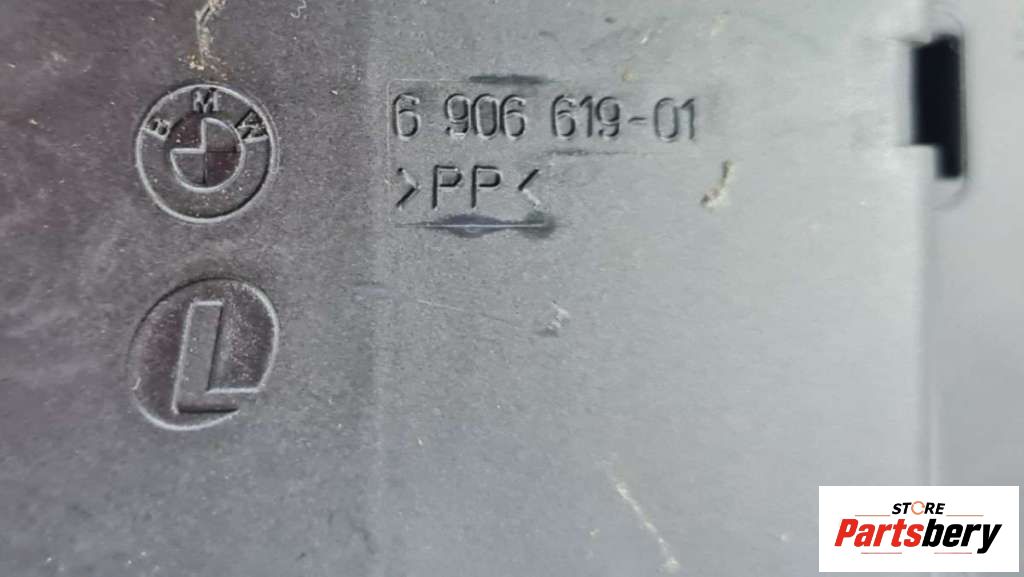 BMW
6 906 619-01
>PP<
L
STORE
Partsbery